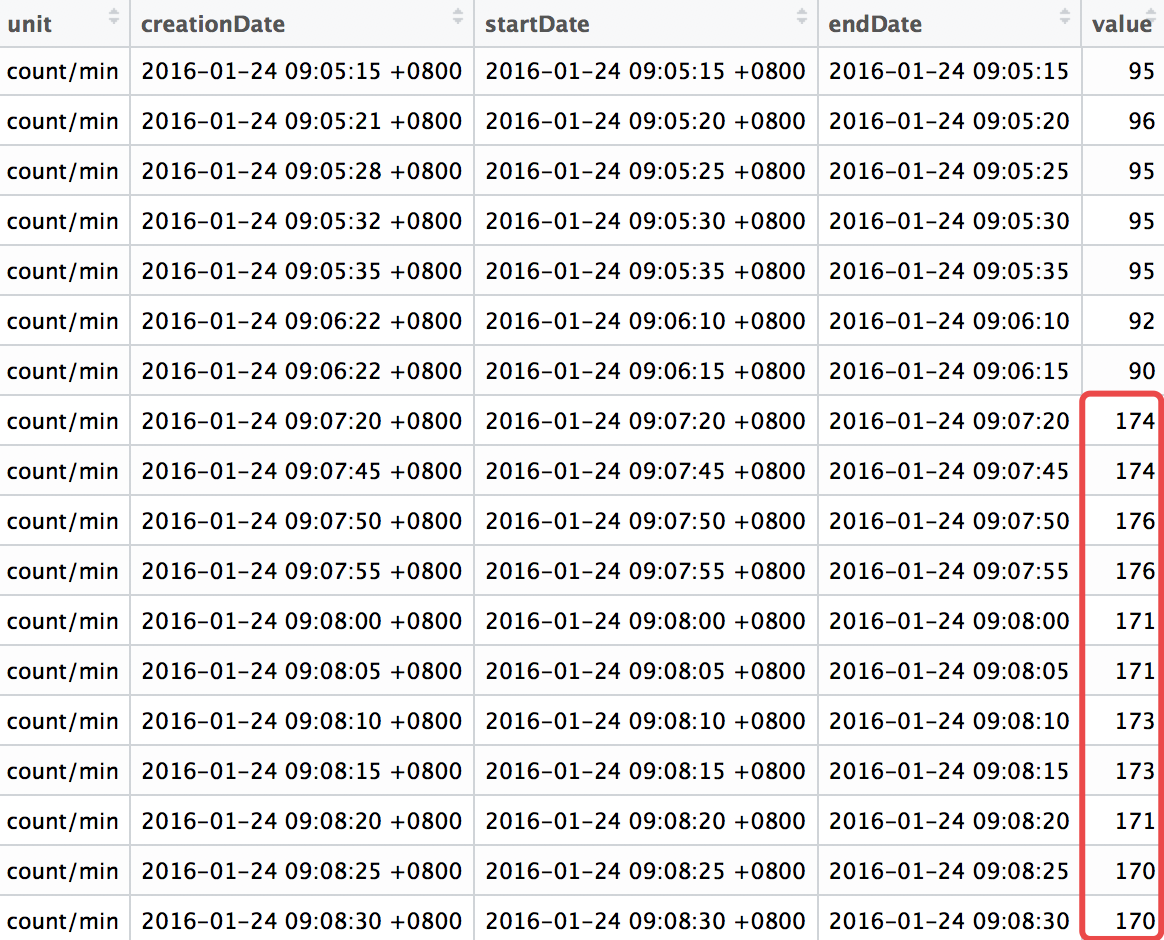 unit creationDate startDate endDate value
count/min 2016-01-24 09:05:15 +0800 2016-01-24 09:05:15 +0800 2016-01-24 09:05:15 95
count/min 2016-01-24 09:05:21 +0800 2016-01-24 09:05:20 +0800 2016-01-24 09:05:20 96
count/min 2016-01-24 09:05:28 +0800 2016-01-24 09:05:25 +0800 2016-01-24 09:05:25 95
count/min 2016-01-24 09:05:32 +0800 2016-01-24 09:05:30 +0800 2016-01-24 09:05:30 95
count/min 2016-01-24 09:05:35 +0800 2016-01-24 09:05:35 +0800 2016-01-24 09:05:35 95
count/min 2016-01-24 09:06:22 +0800 2016-01-24 09:06:10 +0800 2016-01-24 09:06:10 92
count/min 2016-01-24 09:06:22 +0800 2016-01-24 09:06:15 +0800 2016-01-24 09:06:15 90
count/min 2016-01-24 09:07:20 +0800 2016-01-24 09:07:20 +0800 2016-01-24 09:07:20 174
count/min 2016-01-24 09:07:45 +0800 2016-01-24 09:07:45 +0800 2016-01-24 09:07:45 174
count/min 2016-01-24 09:07:50 +0800 2016-01-24 09:07:50 +0800 2016-01-24 09:07:50 176
count/min 2016-01-24 09:07:55 +0800 2016-01-24 09:07:55 +0800 2016-01-24 09:07:55 176
count/min 2016-01-24 09:08:00 +0800 2016-01-24 09:08:00 +0800 2016-01-24 09:08:00 171
count/min 2016-01-24 09:08:05 +0800 2016-01-24 09:08:05 +0800 2016-01-24 09:08:05 171
count/min 2016-01-24 09:08:10 +0800 2016-01-24 09:08:10 +0800 2016-01-24 09:08:10 173
count/min 2016-01-24 09:08:15 +0800 2016-01-24 09:08:15 +0800 2016-01-24 09:08:15 173
count/min 2016-01-24 09:08:20 +0800 2016-01-24 09:08:20 +0800 2016-01-24 09:08:20 171
count/min 2016-01-24 09:08:25 +0800 2016-01-24 09:08:25 +0800 2016-01-24 09:08:25 170
count/min 2016-01-24 09:08:30 +0800 2016-01-24 09:08:30 +0800 2016-01-24 09:08:30 170